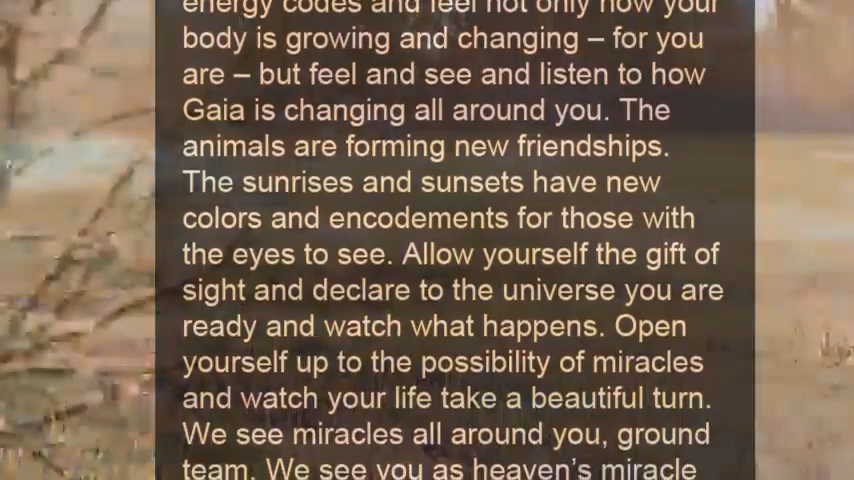 energy codes and feel not only how your
body is growing and changing – for you
are – but feel and see and listen to how
Gaia is changing all around you. The
animals are forming new friendships.
The sunrises and sunsets have new
colors and encodements for those with
the eyes to see. Allow yourself the gift of
sight and declare to the universe you are
ready and watch what happens. Open
yourself up to the possibility of miracles
and watch your life take a beautiful turn.
We see miracles all around you, ground
team. We see you as heaven’s miracle